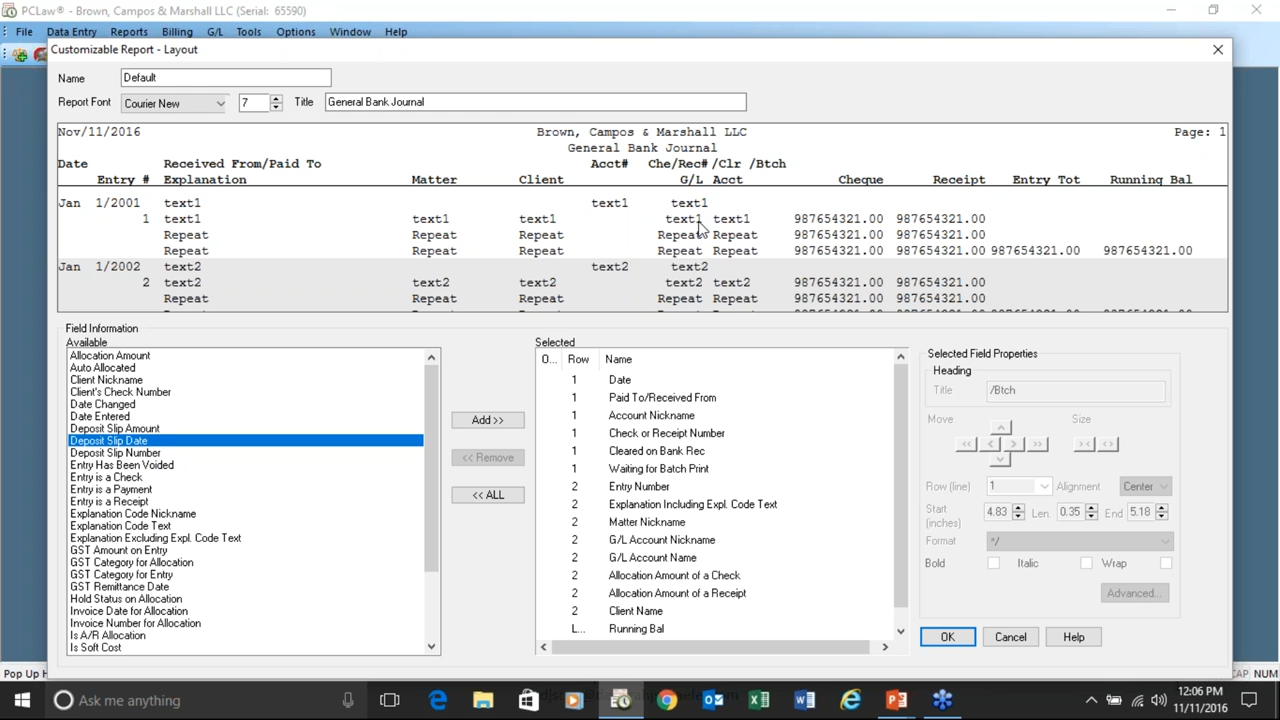 PCLaw® - Brown, Campos & Marshall LLC (Serial: 65590)
File Data Entry Reports Billing G/L Tools Options Window Help
Customizable Report - Layout
Name Default
Report Font Courier New 7 Title General Bank Journal
Nov/11/2016 Brown, Campos & Marshall LLC Page: 1
General Bank Journal
Date Received From/Paid To Acct# Che/Rec# /Clr /Btch
Entry # Explanation Matter Client G/L Acct Cheque Receipt Entry Tot Running Bal
Jan 1/2001 text1 text1 text1
1 text1 text1 text1 text1 text1 987654321.00 987654321.00
Repeat Repeat Repeat Repeat Repeat 987654321.00 987654321.00
Repeat Repeat Repeat Repeat Repeat 987654321.00 987654321.00 987654321.00 987654321.00
Jan 1/2002 text2 text2 text2
2 text2 text2 text2 text2 text2 987654321.00 987654321.00
Repeat Repeat Repeat Repeat Repeat 987654321.00 987654321.00
Field Information
Available
Allocation Amount
Auto Allocated
Client Nickname
Client's Check Number
Date Changed
Date Entered
Deposit Slip Amount
Deposit Slip Date
Deposit Slip Number
Entry Has Been Voided
Entry is a Check
Entry is a Payment
Entry is a Receipt
Explanation Code Nickname
Explanation Code Text
Explanation Excluding Expl. Code Text
GST Amount on Entry
GST Category for Allocation
GST Category for Entry
GST Remittance Date
Hold Status on Allocation
Invoice Date for Allocation
Invoice Number for Allocation
Is A/R Allocation
Is Soft Cost
Add >>
<< Remove
<< ALL
Selected
O... Row Name
1 Date
1 Paid To/Received From
1 Account Nickname
1 Check or Receipt Number
1 Cleared on Bank Rec
1 Waiting for Batch Print
2 Entry Number
2 Explanation Including Expl. Code Text
2 Matter Nickname
2 G/L Account Nickname
2 G/L Account Name
2 Allocation Amount of a Check
2 Allocation Amount of a Receipt
2 Client Name
L... Running Bal
Selected Field Properties
Heading
Title /Btch
Move Size
<< < > >> >< <>
Row (line) 1 Alignment Center
Start (inches) 4.83 Len. 0.35 End 5.18
Format */
Bold Italic Wrap
Advanced...
OK Cancel Help
Pop Up H CAP NUM
Ask me anything
12:06 PM
11/11/2016